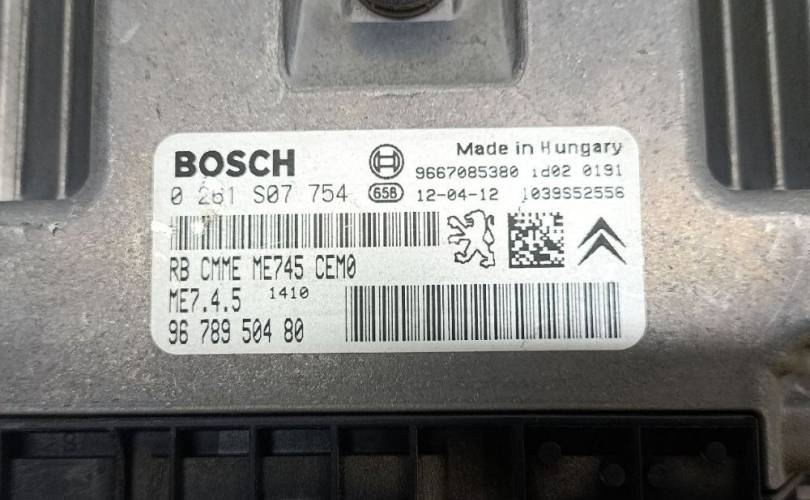 BOSCH
Made in Hungary
9667085380 1d02 0191
0 261 S07 754
658
12-04-12
1039S52556
RB CMME ME745 CEM0
ME7.4.5 1410
96 789 504 80